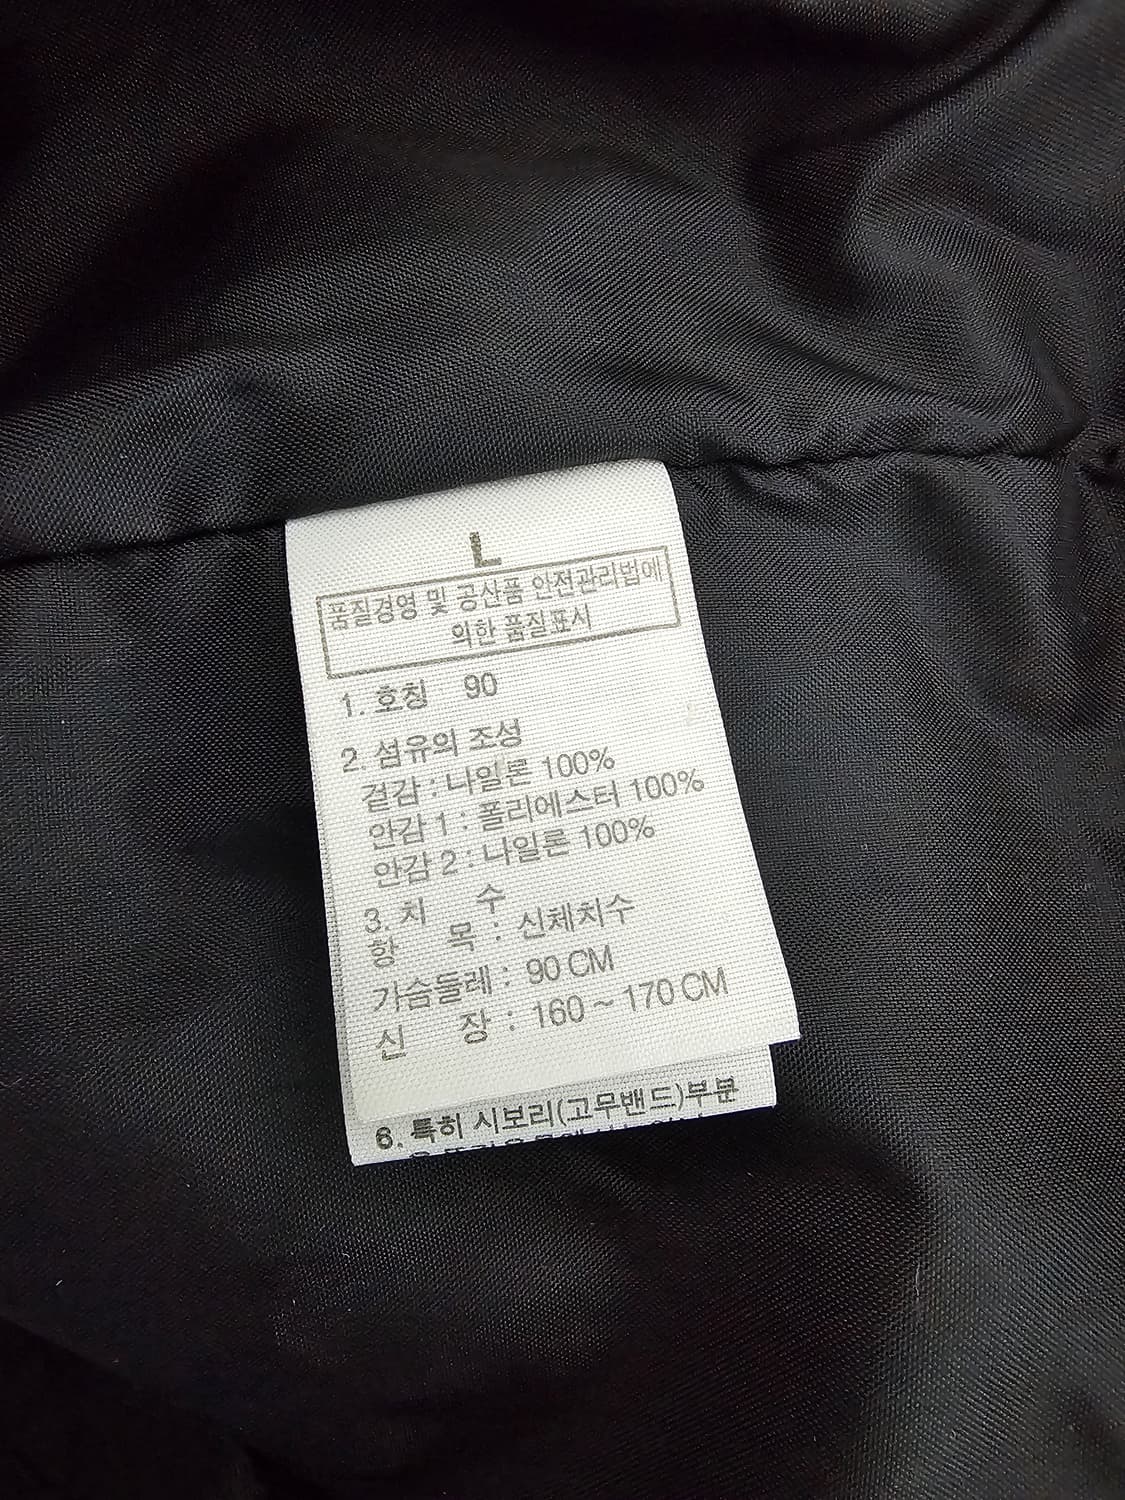 L
품질경영 및 공산품 안전관리법에
의한 품질표시
1. 호칭 90
2. 섬유의 조성
겉감 : 나일론 100%
안감 1 : 폴리에스터 100%
안감 2 : 나일론 100%
3. 치 수
항 목 : 신체치수
가슴둘레 : 90 CM
신 장 : 160 ~ 170 CM
6. 특히 시보리(고무밴드)부분